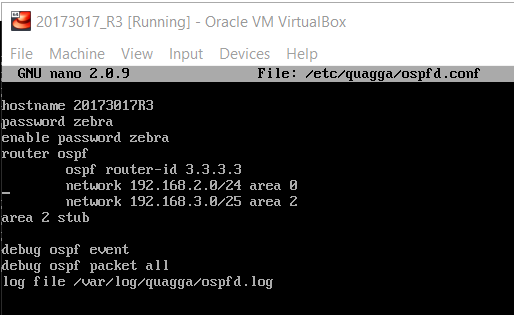 20173017_R3 [Running] - Oracle VM VirtualBox
File Machine View Input Devices Help
GNU nano 2.0.9 File: /etc/quagga/ospfd.conf
hostname 20173017R3
password zebra
enable password zebra
router ospf
ospf router-id 3.3.3.3
network 192.168.2.0/24 area 0
network 192.168.3.0/25 area 2
area 2 stub
debug ospf event
debug ospf packet all
log file /var/log/quagga/ospfd.log